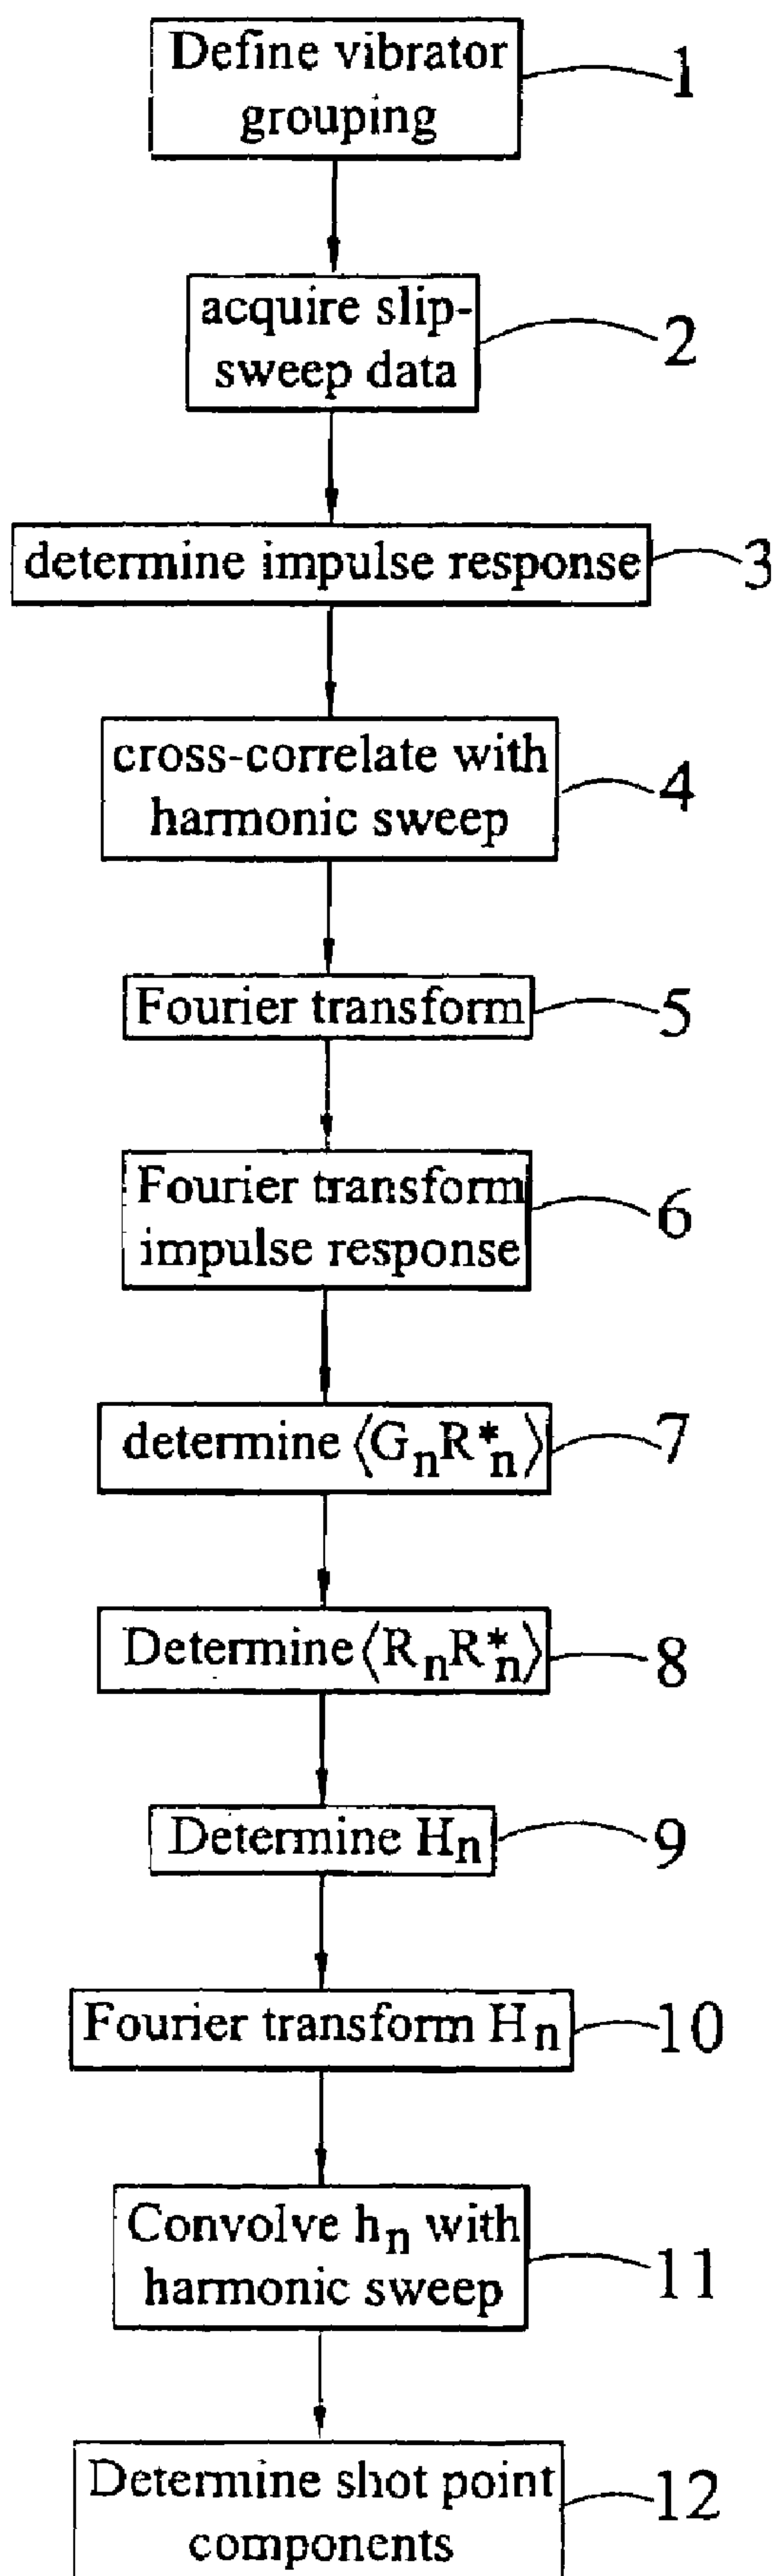 Define vibrator
grouping
1
acquire slip-
sweep data
2
determine impulse response
3
cross-correlate with
harmonic sweep
4
Fourier transform
5
Fourier transform
impulse response
6
determine ⟨GₙR*ₙ⟩
7
Determine ⟨RₙR*ₙ⟩
8
Determine Hₙ
9
Fourier transform Hₙ
10
Convolve hₙ with
harmonic sweep
11
Determine shot point
components
12